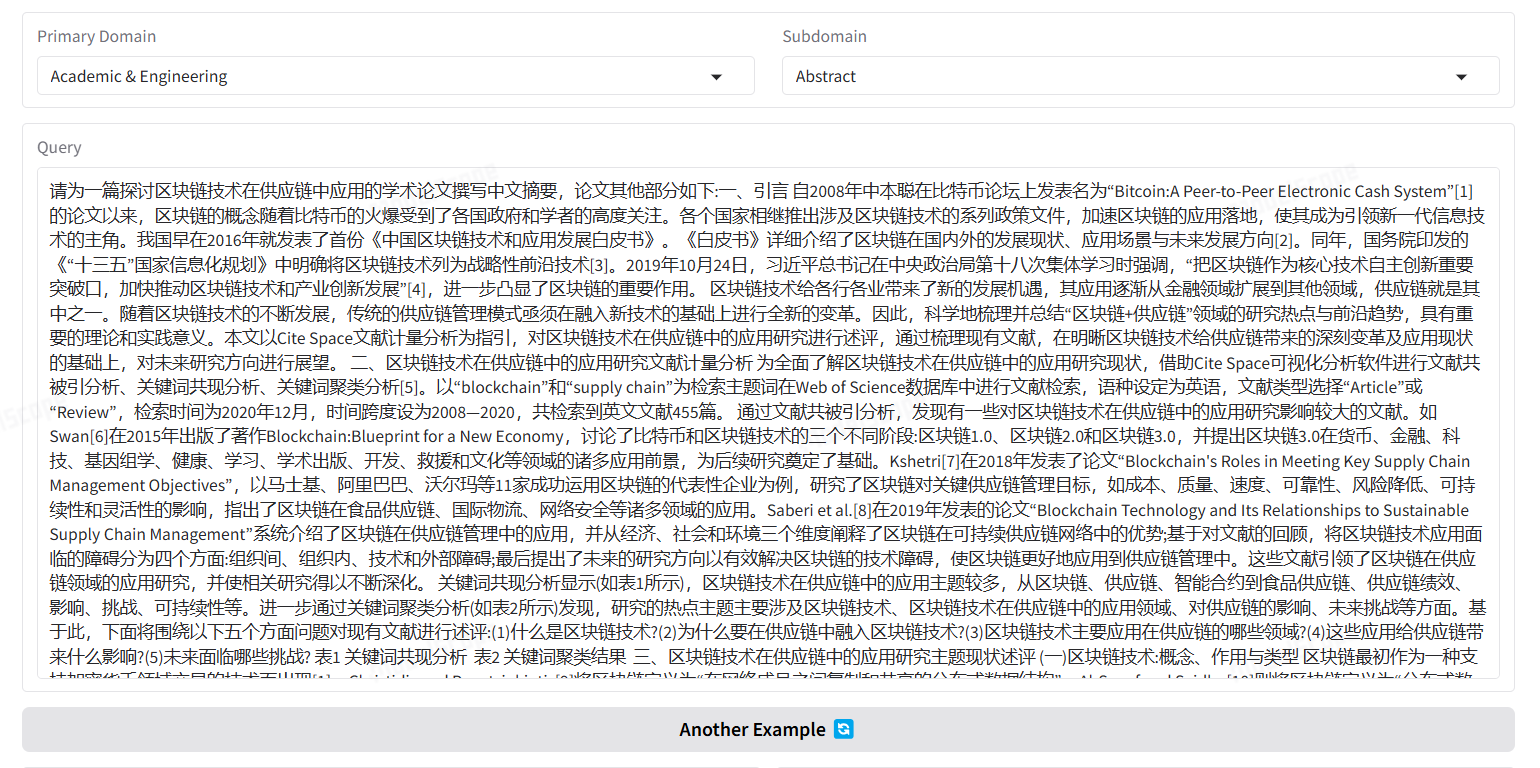 Primary Domain
Subdomain
Academic & Engineering
Abstract
Query
请为一篇探讨区块链技术在供应链中应用的学术论文撰写中文摘要，论文其他部分如下:一、引言 自2008年中本聪在比特币论坛上发表名为“Bitcoin:A Peer-to-Peer Electronic Cash System”[1]
的论文以来，区块链的概念随着比特币的火爆受到了各国政府和学者的高度关注。各个国家相继推出涉及区块链技术的系列政策文件，加速区块链的应用落地，使其成为引领新一代信息技
术的主角。我国早在2016年就发表了首份《中国区块链技术和应用发展白皮书》。《白皮书》详细介绍了区块链在国内外的发展现状、应用场景与未来发展方向[2]。同年，国务院印发的
《“十三五”国家信息化规划》中明确将区块链技术列为战略性前沿技术[3]。2019年10月24日，习近平总书记在中央政治局第十八次集体学习时强调，“把区块链作为核心技术自主创新重要
突破口，加快推动区块链技术和产业创新发展”[4]，进一步凸显了区块链的重要作用。 区块链技术给各行各业带来了新的发展机遇，其应用逐渐从金融领域扩展到其他领域，供应链就是其
中之一。随着区块链技术的不断发展，传统的供应链管理模式亟须在融入新技术的基础上进行全新的变革。因此，科学地梳理并总结“区块链+供应链”领域的研究热点与前沿趋势，具有重
要的理论和实践意义。本文以Cite Space文献计量分析为指引，对区块链技术在供应链中的应用研究进行述评，通过梳理现有文献，在明晰区块链技术给供应链带来的深刻变革及应用现状
的基础上，对未来研究方向进行展望。 二、区块链技术在供应链中的应用研究文献计量分析 为全面了解区块链技术在供应链中的应用研究现状，借助Cite Space可视化分析软件进行文献共
被引分析、关键词共现分析、关键词聚类分析[5]。以“blockchain”和“supply chain”为检索主题词在Web of Science数据库中进行文献检索，语种设定为英语，文献类型选择“Article”或
“Review”，检索时间为2020年12月，时间跨度设为2008—2020，共检索到英文文献455篇。 通过文献共被引分析，发现有一些对区块链技术在供应链中的应用研究影响较大的文献。如
Swan[6]在2015年出版了著作Blockchain:Blueprint for a New Economy，讨论了比特币和区块链技术的三个不同阶段:区块链1.0、区块链2.0和区块链3.0，并提出区块链3.0在货币、金融、科
技、基因组学、健康、学习、学术出版、开发、救援和文化等领域的诸多应用前景，为后续研究奠定了基础。Kshetri[7]在2018年发表了论文“Blockchain's Roles in Meeting Key Supply Chain
Management Objectives”，以马士基、阿里巴巴、沃尔玛等11家成功运用区块链的代表性企业为例，研究了区块链对关键供应链管理目标，如成本、质量、速度、可靠性、风险降低、可持
续性和灵活性的影响，指出了区块链在食品供应链、国际物流、网络安全等诸多领域的应用。Saberi et al.[8]在2019年发表的论文“Blockchain Technology and Its Relationships to Sustainable
Supply Chain Management”系统介绍了区块链在供应链管理中的应用，并从经济、社会和环境三个维度阐释了区块链在可持续供应链网络中的优势;基于对文献的回顾，将区块链技术应用面
临的障碍分为四个方面:组织间、组织内、技术和外部障碍;最后提出了未来的研究方向以有效解决区块链的技术障碍，使区块链更好地应用到供应链管理中。这些文献引领了区块链在供应
链领域的应用研究，并使相关研究得以不断深化。 关键词共现分析显示(如表1所示)，区块链技术在供应链中的应用主题较多，从区块链、供应链、智能合约到食品供应链、供应链绩效、
影响、挑战、可持续性等。进一步通过关键词聚类分析(如表2所示)发现，研究的热点主题主要涉及区块链技术、区块链技术在供应链中的应用领域、对供应链的影响、未来挑战等方面。基
于此，下面将围绕以下五个方面问题对现有文献进行述评:(1)什么是区块链技术?(2)为什么要在供应链中融入区块链技术?(3)区块链技术主要应用在供应链的哪些领域?(4)这些应用给供应链带
来什么影响?(5)未来面临哪些挑战? 表1 关键词共现分析 表2 关键词聚类结果 三、区块链技术在供应链中的应用研究主题现状述评 (一)区块链技术:概念、作用与类型 区块链最初作为一种支
Another Example